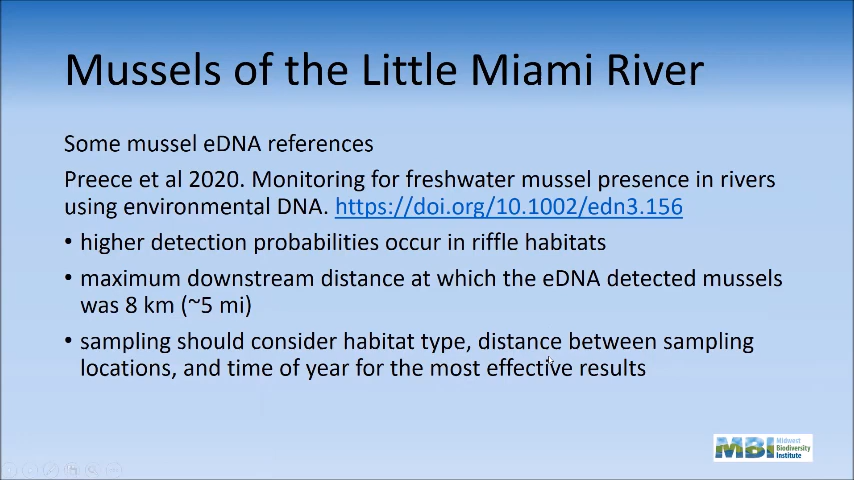 Mussels of the Little Miami River
Some mussel eDNA references
Preece et al 2020. Monitoring for freshwater mussel presence in rivers
using environmental DNA. https://doi.org/10.1002/edn3.156
• higher detection probabilities occur in riffle habitats
• maximum downstream distance at which the eDNA detected mussels
was 8 km (~5 mi)
• sampling should consider habitat type, distance between sampling
locations, and time of year for the most effective results
MBI Midwest
Biodiversity
Institute